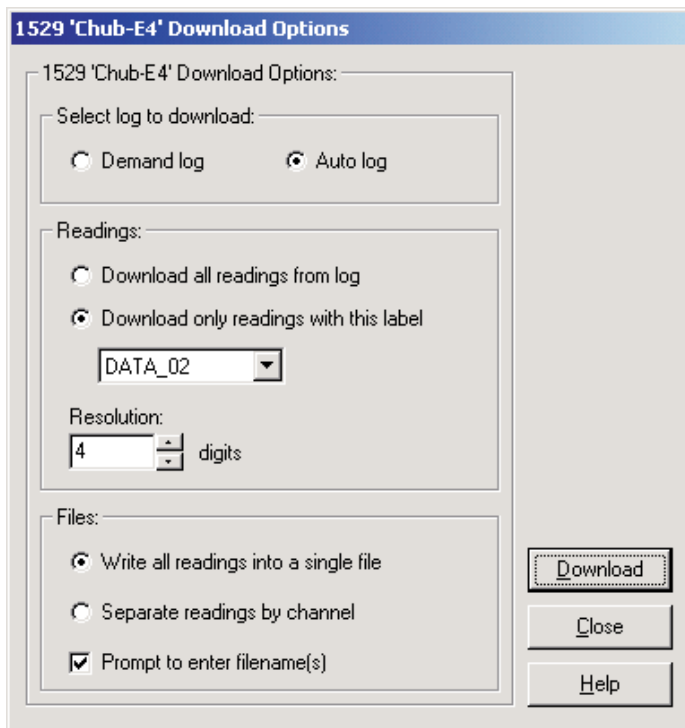 1529 'Chub-E4' Download Options
1529 'Chub-E4' Download Options:
Select log to download:
Demand log
Auto log
Readings:
Download all readings from log
Download only readings with this label
DATA_02
Resolution:
4 digits
Files:
Write all readings into a single file
Separate readings by channel
Prompt to enter filename(s)
Download
Close
Help